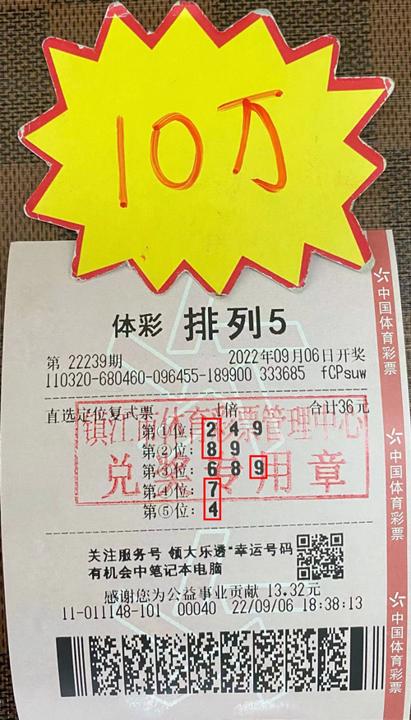 10万
体彩 排列5
第 22239期 2022年09月06日开奖
110320-680460-096455-189900 333685 fCPsuw
直选定位复式票 1倍 合计36元
镇江市体育彩票管理中心
兑奖专用章
第①位: 2 4 9
第②位: 8 9
第③位: 6 8 9
第④位: 7
第⑤位: 4
关注服务号 领大乐透"幸运号码
有机会中笔记本电脑
感谢您为公益事业贡献 13.32元
11-011148-101 00040 22/09/06 18:38:13
中国体育彩票
中国体育彩票
中国体育彩票